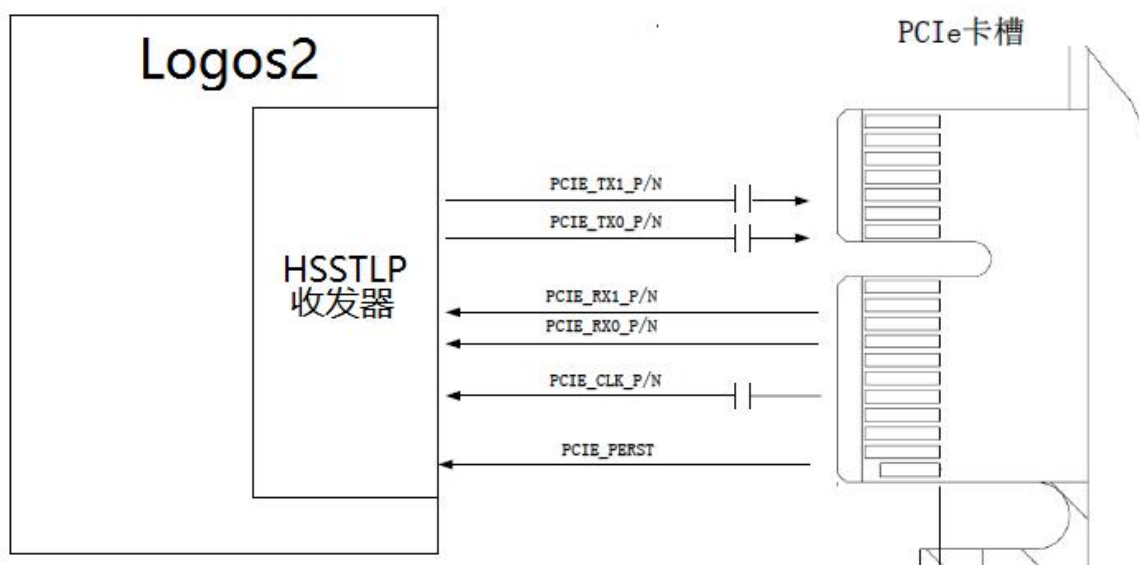 PCIe卡槽
Logos2
PCIE_TX1_P/N
PCIE_TX0_P/N
HSSTLP
收发器
PCIE_RX1_P/N
PCIE_RX0_P/N
PCIE_CLK_P/N
PCIE_PERST